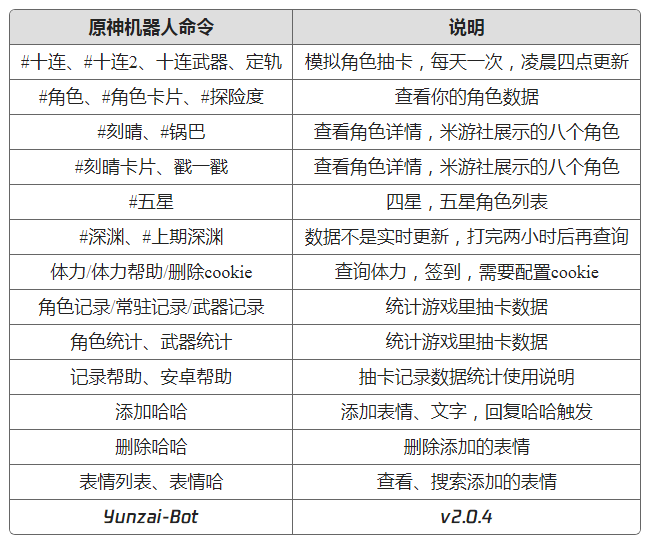 原神机器人命令 说明
#十连、#十连2、十连武器、定轨 模拟角色抽卡，每天一次，凌晨四点更新
#角色、#角色卡片、#探险度 查看你的角色数据
#刻晴、#锅巴 查看角色详情，米游社展示的八个角色
#刻晴卡片、戳一戳 查看角色详情，米游社展示的八个角色
#五星 四星，五星角色列表
#深渊、#上期深渊 数据不是实时更新，打完两小时后再查询
体力/体力帮助/删除cookie 查询体力，签到，需要配置cookie
角色记录/常驻记录/武器记录 统计游戏里抽卡数据
角色统计、武器统计 统计游戏里抽卡数据
记录帮助、安卓帮助 抽卡记录数据统计使用说明
添加哈哈 添加表情、文字，回复哈哈触发
删除哈哈 删除添加的表情
表情列表、表情哈 查看、搜索添加的表情
Yunzai-Bot v2.0.4